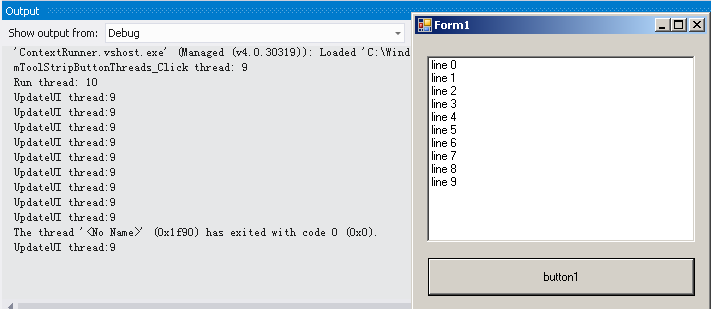 Output
Show output from: Debug
'ContextRunner.vshost.exe' (Managed (v4.0.30319)): Loaded 'C:\Wind
mToolStripButtonThreads_Click thread: 9
Run thread: 10
UpdateUI thread:9
UpdateUI thread:9
UpdateUI thread:9
UpdateUI thread:9
UpdateUI thread:9
UpdateUI thread:9
UpdateUI thread:9
UpdateUI thread:9
UpdateUI thread:9
The thread '<No Name>' (0x1f90) has exited with code 0 (0x0).
UpdateUI thread:9
Form1
line 0
line 1
line 2
line 3
line 4
line 5
line 6
line 7
line 8
line 9
button1